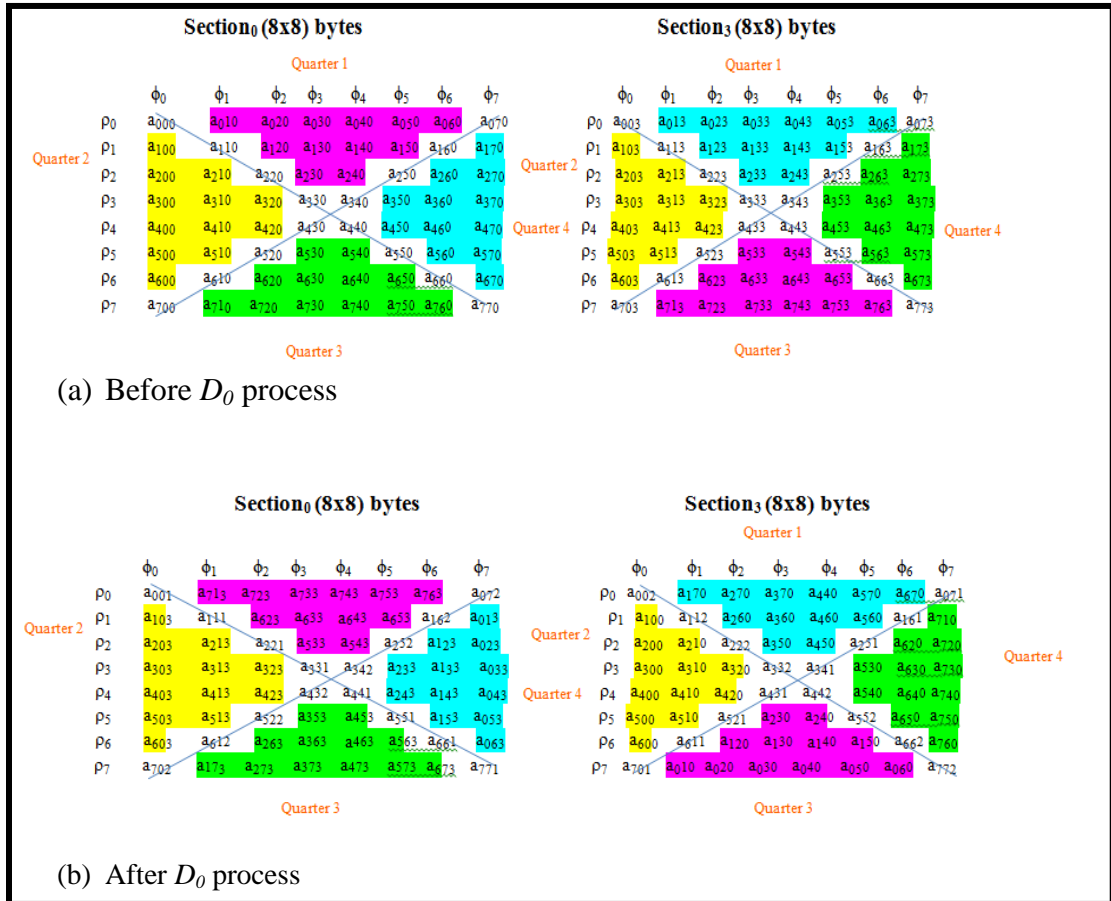 Section₀ (8x8) bytes Section₃ (8x8) bytes
Quarter 1 Quarter 1
ϕ₀ ϕ₁ ϕ₂ ϕ₃ ϕ₄ ϕ₅ ϕ₇ ϕ₀ ϕ₁ ϕ₂ ϕ₃ ϕ₄ ϕ₅ ϕ₆ ϕ₇
ρ₀ a₀₀₀ a₀₁₀ a₀₂₀ a₀₃₀ a₀₄₀ a₀₅₀ a₀₆₀ a₀₇₀ ρ₀ a₀₀₃ a₀₁₃ a₀₂₃ a₀₃₃ a₀₄₃ a₀₅₃ a₀₆₃ a₀₇₃
ρ₁ a₁₀₀ a₁₁₀ a₁₂₀ a₁₃₀ a₁₄₀ a₁₅₀ a₁₆₀ a₁₇₀ ρ₁ a₁₀₃ a₁₁₃ a₁₂₃ a₁₃₃ a₁₄₃ a₁₅₃ a₁₆₃ a₁₇₃
Quarter 2 Quarter 2
ρ₂ a₂₀₀ a₂₁₀ a₂₂₀ a₂₃₀ a₂₄₀ a₂₅₀ a₂₆₀ a₂₇₀ ρ₂ a₂₀₃ a₂₁₃ a₂₂₃ a₂₃₃ a₂₄₃ a₂₅₃ a₂₆₃ a₂₇₃
ρ₃ a₃₀₀ a₃₁₀ a₃₂₀ a₃₃₀ a₃₄₀ a₃₅₀ a₃₆₀ a₃₇₀ ρ₃ a₃₀₃ a₃₁₃ a₃₂₃ a₃₃₃ a₃₄₃ a₃₅₃ a₃₆₃ a₃₇₃
ρ₄ a₄₀₀ a₄₁₀ a₄₂₀ a₄₃₀ a₄₄₀ a₄₅₀ a₄₆₀ a₄₇₀ Quarter 4 ρ₄ a₄₀₃ a₄₁₃ a₄₂₃ a₄₃₃ a₄₄₃ a₄₅₃ a₄₆₃ a₄₇₃ Quarter 4
ρ₅ a₅₀₀ a₅₁₀ a₅₂₀ a₅₃₀ a₅₄₀ a₅₅₀ a₅₆₀ a₅₇₀ ρ₅ a₅₀₃ a₅₁₃ a₅₂₃ a₅₃₃ a₅₄₃ a₅₅₃ a₅₆₃ a₅₇₃
ρ₆ a₆₀₀ a₆₁₀ a₆₂₀ a₆₃₀ a₆₄₀ a₆₅₀ a₆₆₀ a₆₇₀ ρ₆ a₆₀₃ a₆₁₃ a₆₂₃ a₆₃₃ a₆₄₃ a₆₅₃ a₆₆₃ a₆₇₃
ρ₇ a₇₀₀ a₇₁₀ a₇₂₀ a₇₃₀ a₇₄₀ a₇₅₀ a₇₆₀ a₇₇₀ ρ₇ a₇₀₃ a₇₁₃ a₇₂₃ a₇₃₃ a₇₄₃ a₇₅₃ a₇₆₃ a₇₇₃
Quarter 3 Quarter 3
(a) Before D₀ process
Section₀ (8x8) bytes Section₃ (8x8) bytes
Quarter 1
ϕ₀ ϕ₁ ϕ₂ ϕ₃ ϕ₄ ϕ₅ ϕ₆ ϕ₇ ϕ₀ ϕ₁ ϕ₂ ϕ₃ ϕ₄ ϕ₅ ϕ₆ ϕ₇
ρ₀ a₀₀₁ a₇₁₃ a₇₂₃ a₇₃₃ a₇₄₃ a₇₅₃ a₇₆₃ a₀₇₂ ρ₀ a₀₀₂ a₁₇₀ a₂₇₀ a₃₇₀ a₄₄₀ a₅₇₀ a₆₇₀ a₀₇₁
ρ₁ a₁₀₃ a₁₁₁ a₆₂₃ a₆₃₃ a₆₄₃ a₆₅₃ a₁₆₂ a₀₁₃ ρ₁ a₁₀₀ a₁₁₂ a₂₆₀ a₃₆₀ a₄₆₀ a₅₆₀ a₁₆₁ a₇₁₀
Quarter 2 Quarter 2
ρ₂ a₂₀₃ a₂₁₃ a₂₂₁ a₅₃₃ a₅₄₃ a₂₅₂ a₁₂₃ a₀₂₃ ρ₂ a₂₀₀ a₂₁₀ a₂₂₂ a₃₅₀ a₄₅₀ a₂₅₁ a₆₂₀ a₇₂₀
ρ₃ a₃₀₃ a₃₁₃ a₃₂₃ a₃₃₁ a₃₄₂ a₂₃₃ a₁₃₃ a₀₃₃ ρ₃ a₃₀₀ a₃₁₀ a₃₂₀ a₃₃₂ a₃₄₁ a₅₃₀ a₆₃₀ a₇₃₀ Quarter 4
ρ₄ a₄₀₃ a₄₁₃ a₄₂₃ a₄₃₂ a₄₄₁ a₂₄₃ a₁₄₃ a₀₄₃ Quarter 4 ρ₄ a₄₀₀ a₄₁₀ a₄₂₀ a₄₃₁ a₄₄₂ a₅₄₀ a₆₄₀ a₇₄₀
ρ₅ a₅₀₃ a₅₁₃ a₅₂₂ a₃₅₃ a₄₅₃ a₅₅₁ a₁₅₃ a₀₅₃ ρ₅ a₅₀₀ a₅₁₀ a₅₂₁ a₂₃₀ a₂₄₀ a₅₅₂ a₆₅₀ a₇₅₀
ρ₆ a₆₀₃ a₆₁₂ a₂₆₃ a₃₆₃ a₄₆₃ a₅₆₃ a₆₆₁ a₀₆₃ ρ₆ a₆₀₀ a₆₁₁ a₁₂₀ a₁₃₀ a₁₄₀ a₁₅₀ a₆₆₂ a₇₆₀
ρ₇ a₇₀₂ a₁₇₃ a₂₇₃ a₃₇₃ a₄₇₃ a₅₇₃ a₆₇₃ a₇₇₁ ρ₇ a₇₀₁ a₀₁₀ a₀₂₀ a₀₃₀ a₀₄₀ a₀₅₀ a₀₆₀ a₇₇₂
Quarter 3 Quarter 3
(b) After D₀ process